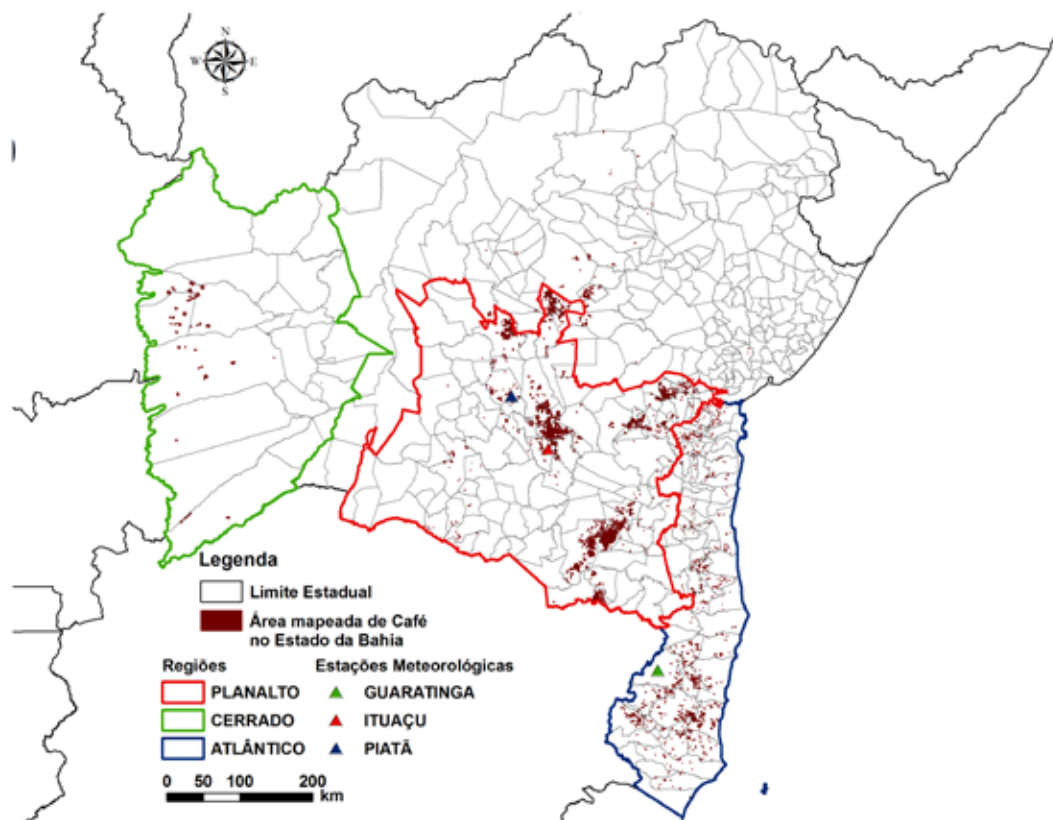 N
W E
S
Legenda
Limite Estadual
Área mapeada de Café
no Estado da Bahia
Regiões
PLANALTO
CERRADO
ATLÂNTICO
Estações Meteorológicas
GUARATINGA
ITUAÇU
PIATÃ
0 50 100 200
km